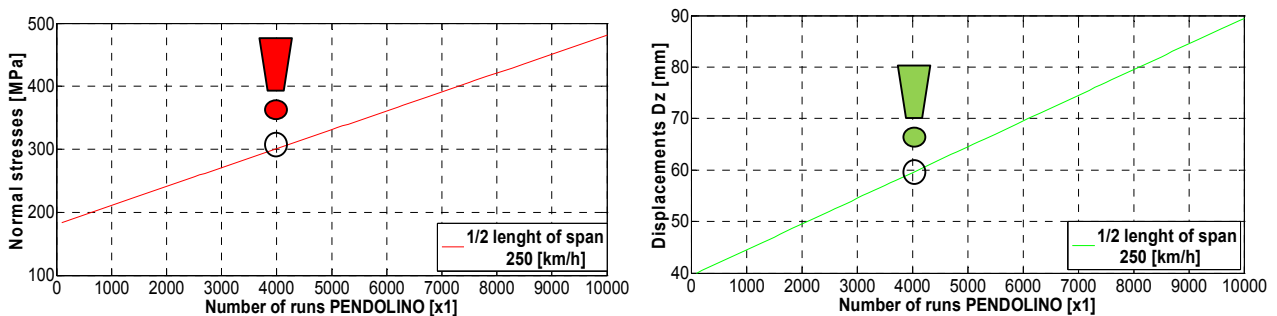 Normal stresses [MPa]
500
400
300
200
100
0 1000 2000 3000 4000 5000 6000 7000 8000 9000 10000
Number of runs PENDOLINO [x1]
1/2 lenght of span
250 [km/h]
Displacements Dz [mm]
90
80
70
60
50
40
0 1000 2000 3000 4000 5000 6000 7000 8000 9000 10000
Number of runs PENDOLINO [x1]
1/2 lenght of span
250 [km/h]